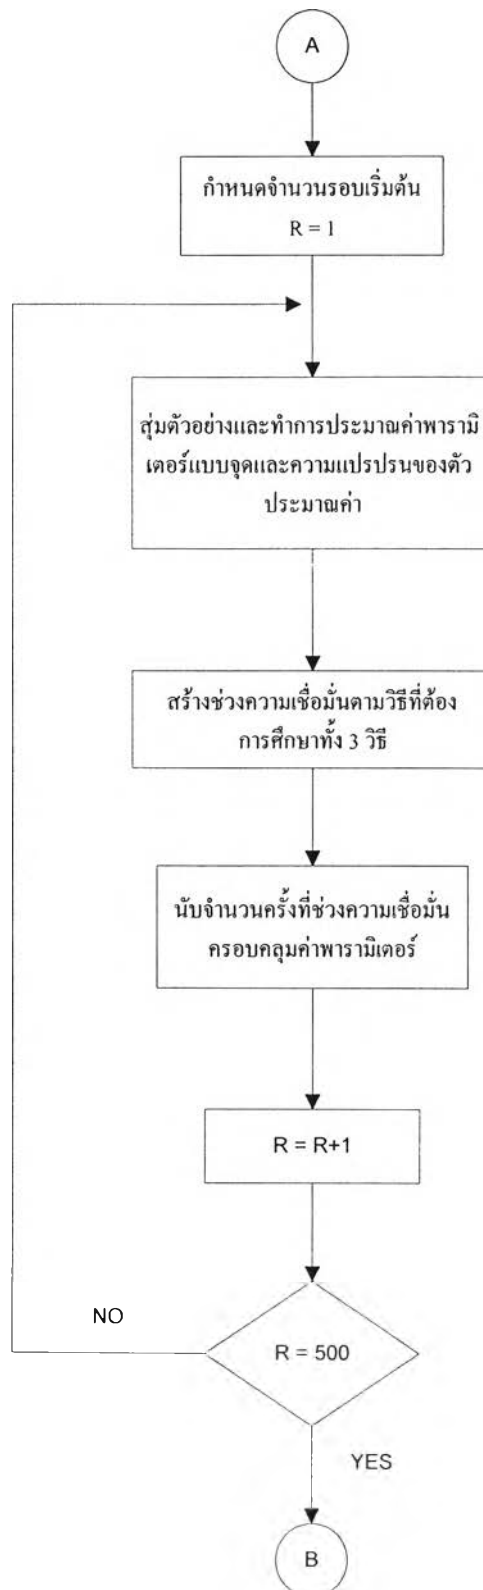 A
กำหนดจำนวนรอบเริ่มต้น
R = 1
สุ่มตัวอย่างและทำการประมาณค่าพารามิ
เตอร์แบบจุดและความแปรปรนของตัว
ประมาณค่า
สร้างช่วงความเชื่อมั่นตามวิธีที่ต้อง
การศึกษาทั้ง 3 วิธี
นับจำนวนครั้งที่ช่วงความเชื่อมั่น
ครอบคลุมค่าพารามิเตอร์
R = R+1
NO
R = 500
YES
B